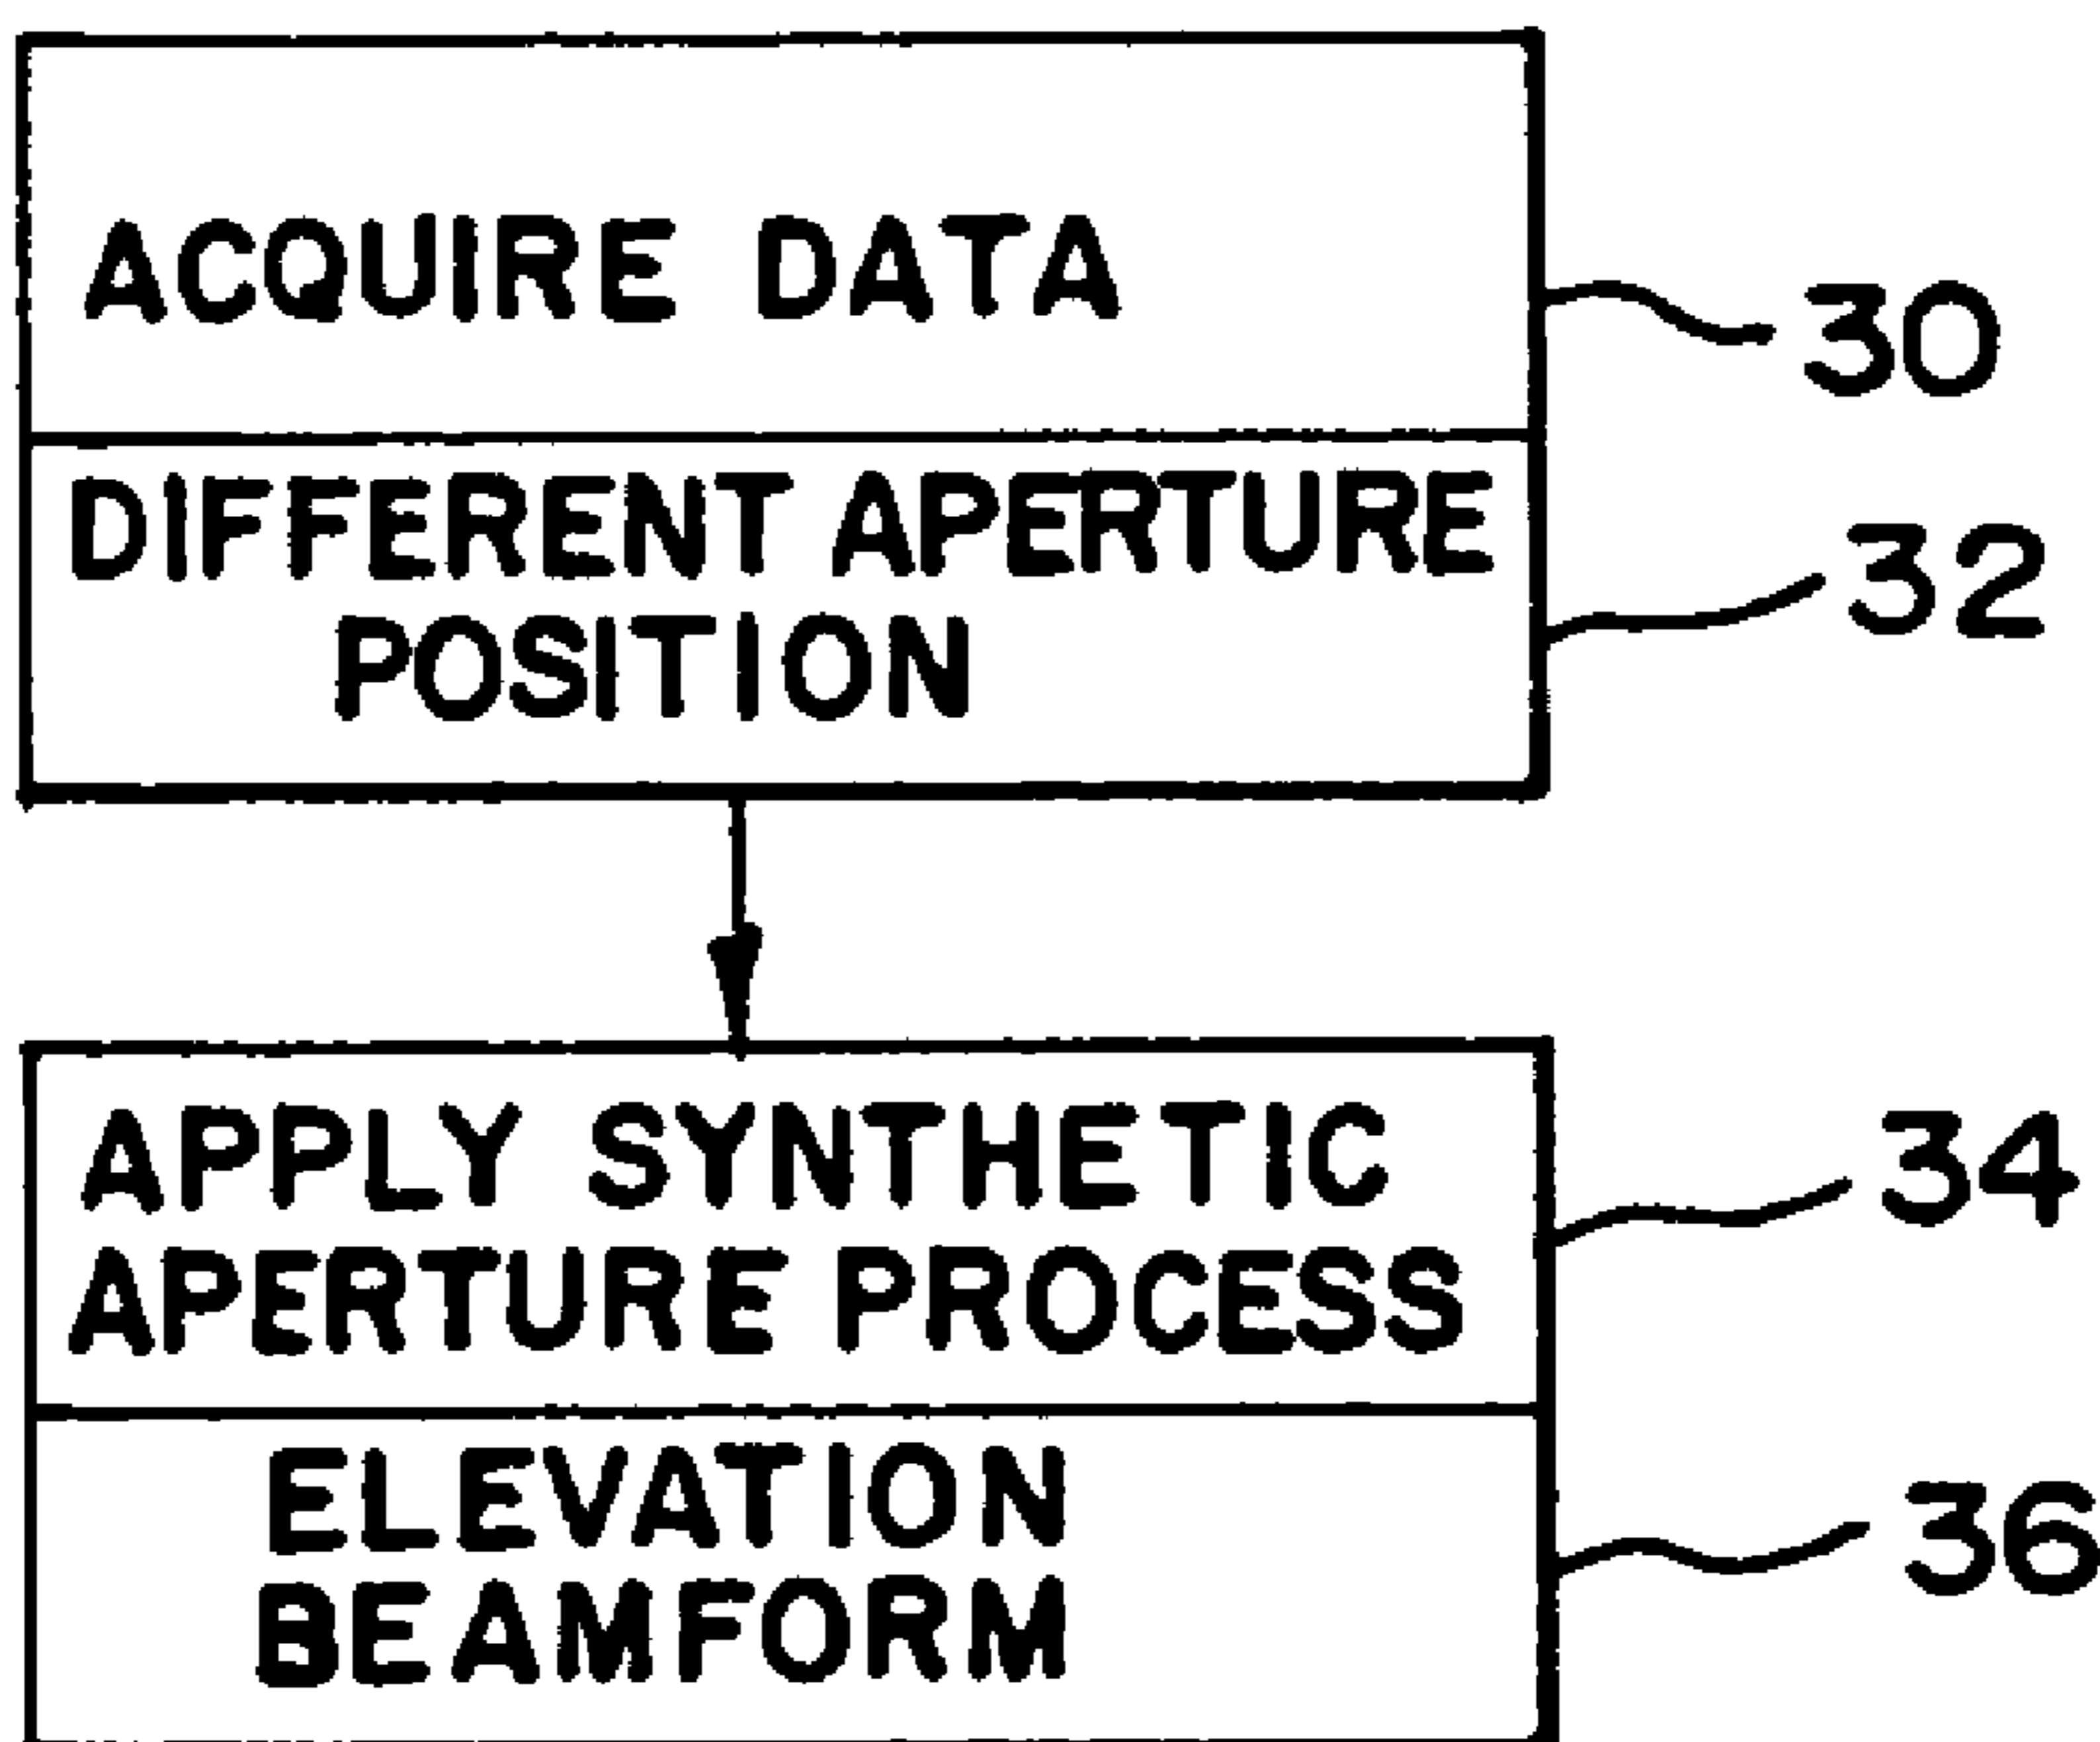 ACQUIRE DATA
30
DIFFERENT APERTURE
POSITION
32
APPLY SYNTHETIC
APERTURE PROCESS
34
ELEVATION
BEAMFORM
36